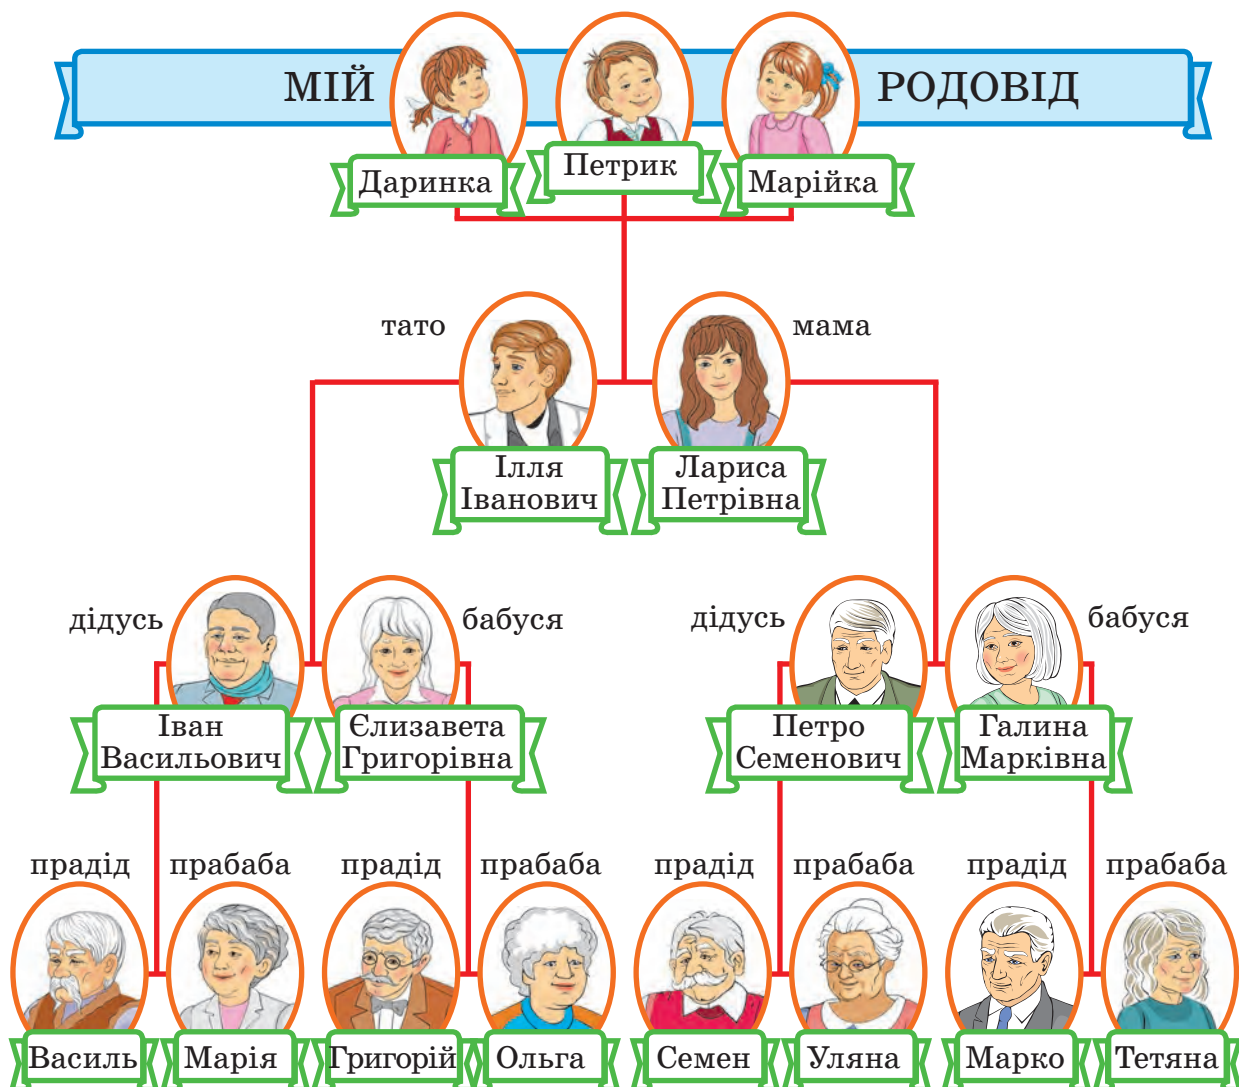 МІЙ РОДОВІД
Даринка Петрик Марійка
тато мама
Ілля Іванович
Лариса Петрівна
дідусь бабуся дідусь бабуся
Іван Васильович
Єлизавета Григорівна
Петро Семенович
Галина Марківна
прадід прабаба прадід прабаба прадід прабаба прадід прабаба
Василь Марія Григорій Ольга Семен Уляна Марко Тетяна